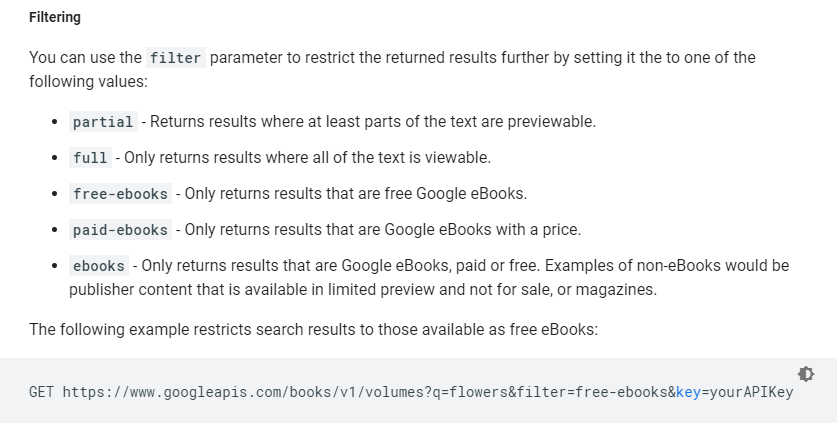 Filtering
You can use the filter parameter to restrict the returned results further by setting it the to one of the
following values:
• partial - Returns results where at least parts of the text are previewable.
• full - Only returns results where all of the text is viewable.
• free-ebooks - Only returns results that are free Google eBooks.
• paid-ebooks - Only returns results that are Google eBooks with a price.
• ebooks - Only returns results that are Google eBooks, paid or free. Examples of non-eBooks would be
publisher content that is available in limited preview and not for sale, or magazines.
The following example restricts search results to those available as free eBooks:
GET https://www.googleapis.com/books/v1/volumes?q=flowers&filter=free-ebooks&key=yourAPIKey